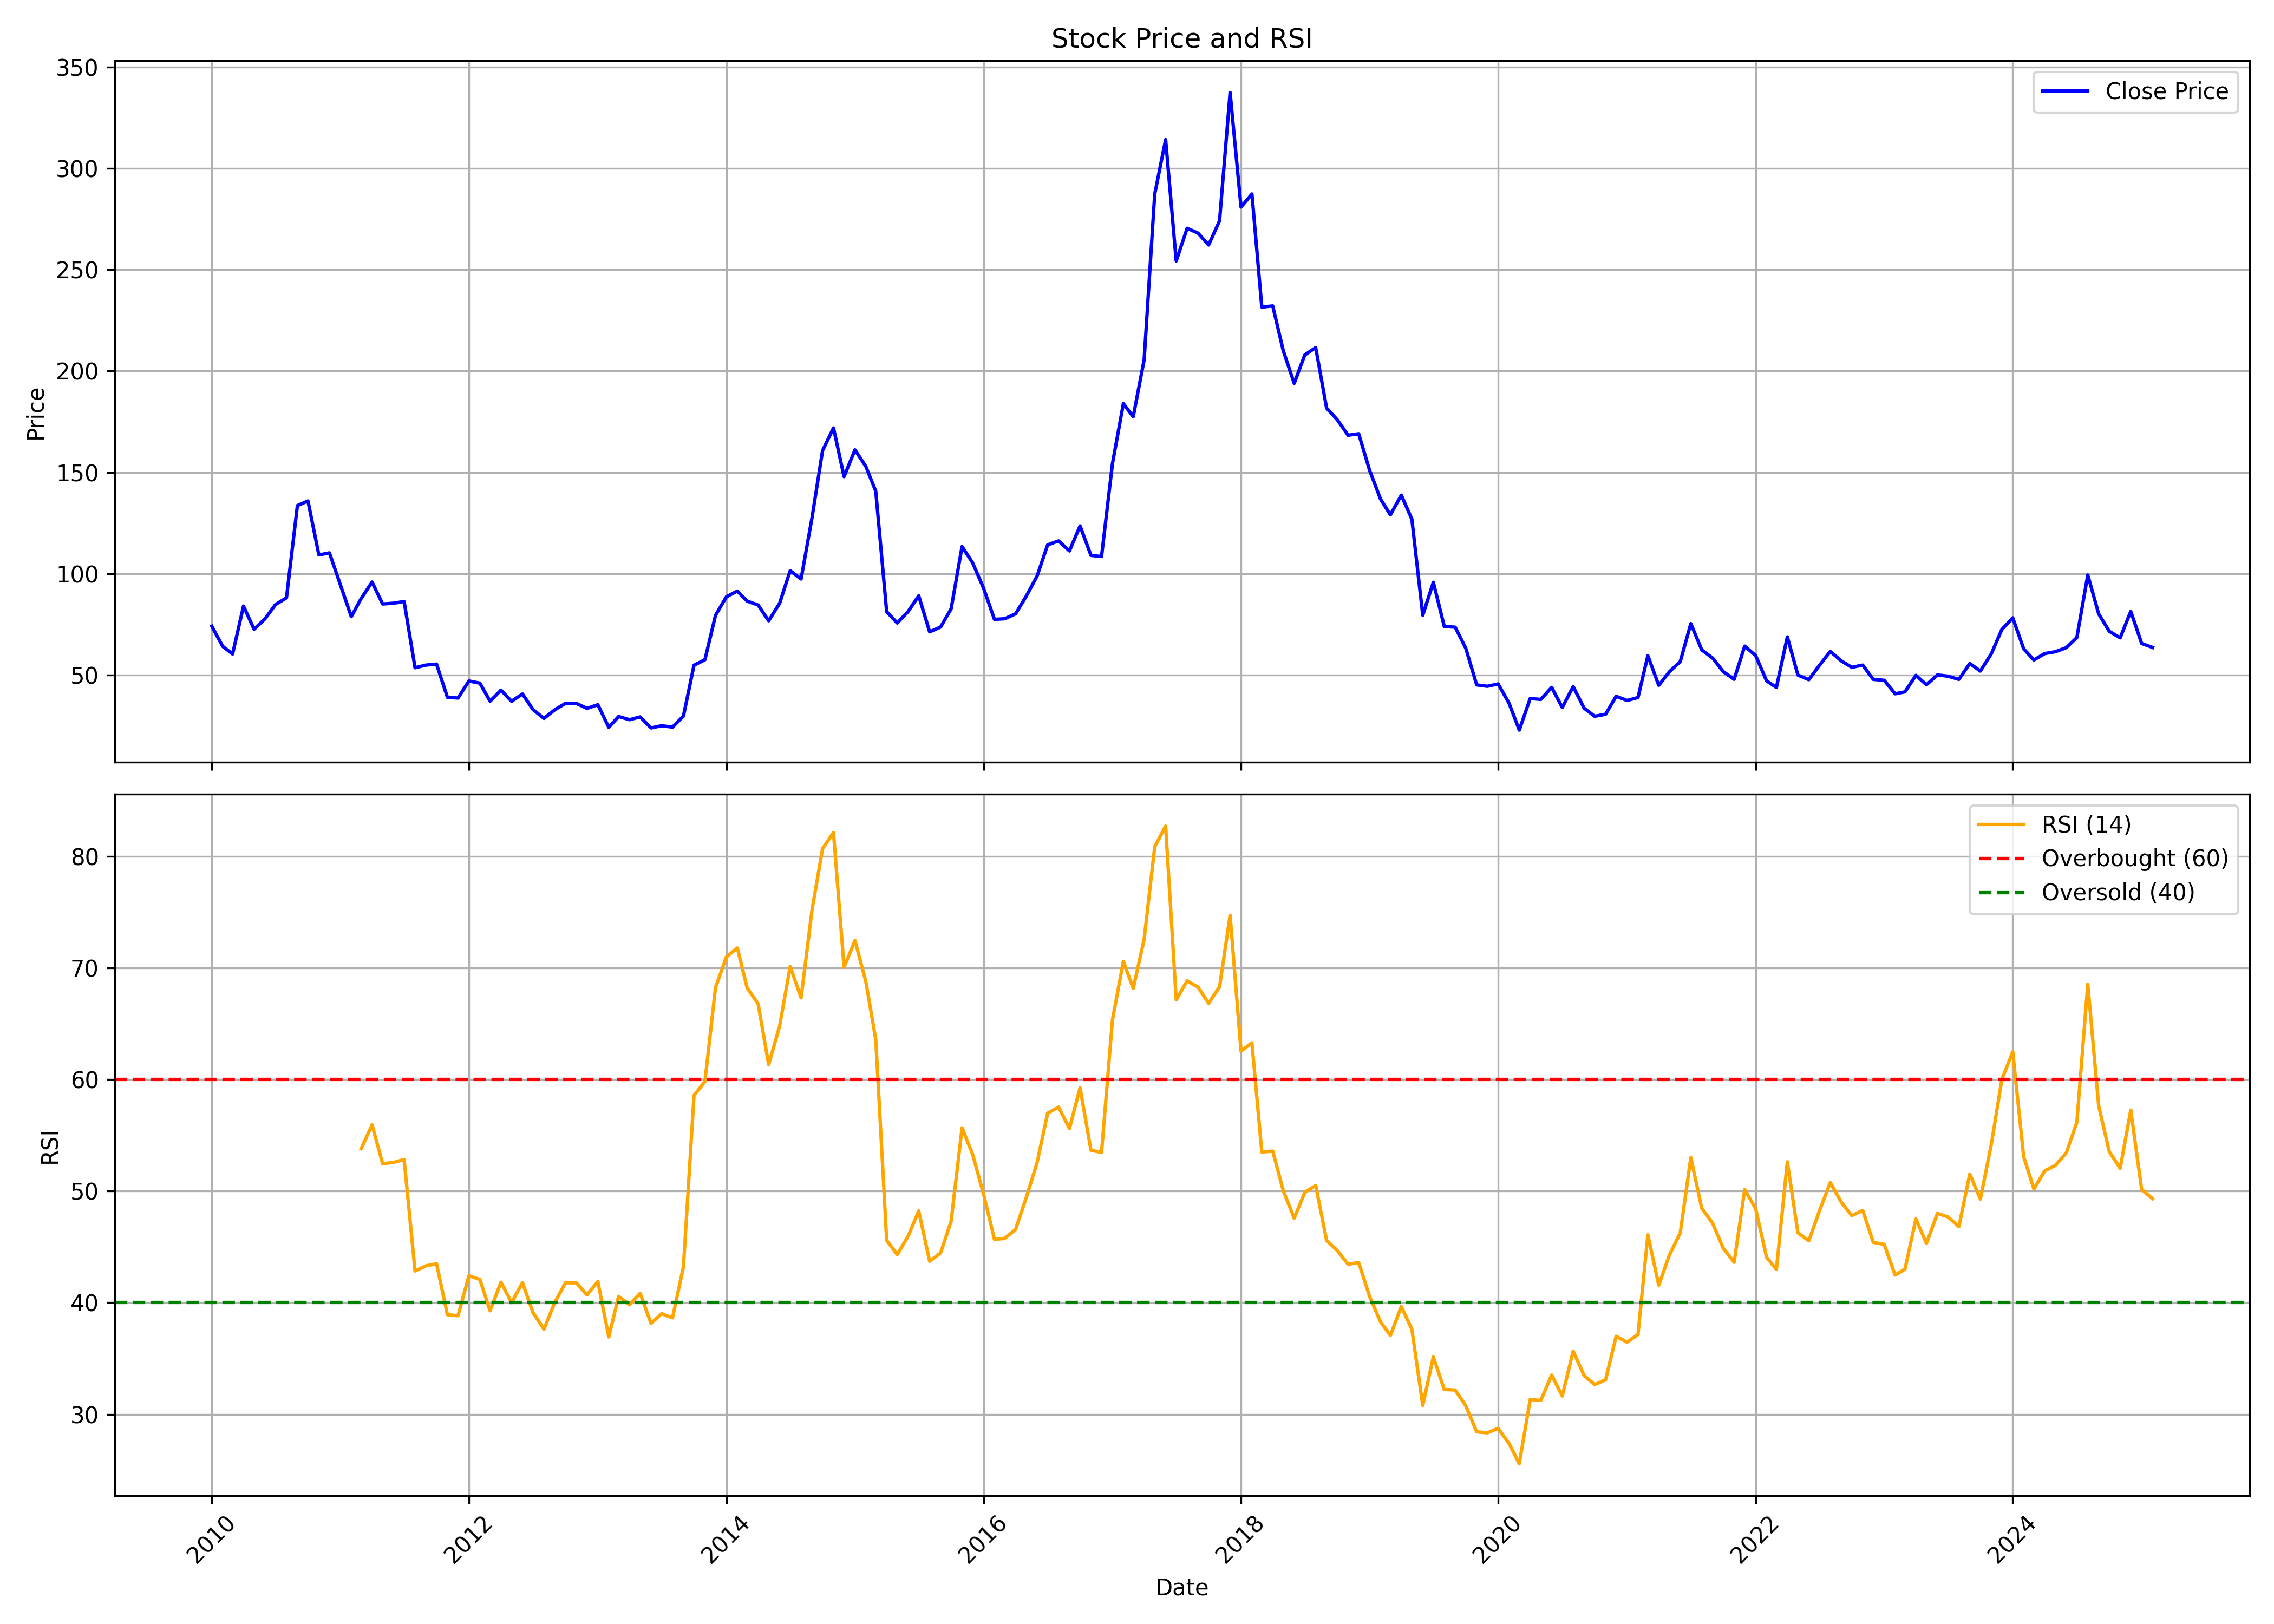 Stock Price and RSI
350
300
250
200
150
100
50
Price
Close Price
80
70
60
50
40
30
RSI
RSI (14)
Overbought (60)
Oversold (40)
2010
2012
2014
2016
2018
2020
2022
2024
Date